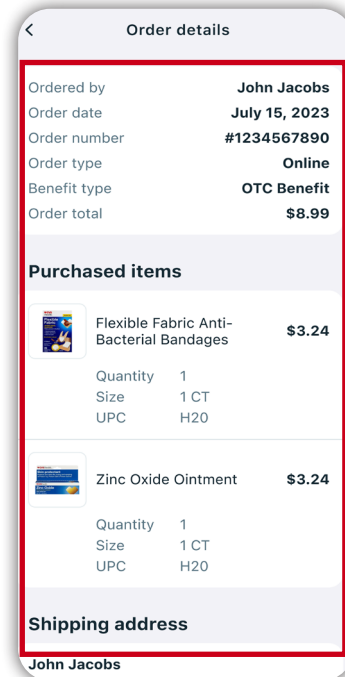 Order details
Ordered by John Jacobs
Order date July 15, 2023
Order number #1234567890
Order type Online
Benefit type OTC Benefit
Order total $8.99
Purchased items
Flexible Fabric Anti-
Bacterial Bandages $3.24
Quantity 1
Size 1 CT
UPC H20
Zinc Oxide Ointment $3.24
Quantity 1
Size 1 CT
UPC H20
Shipping address
John Jacobs